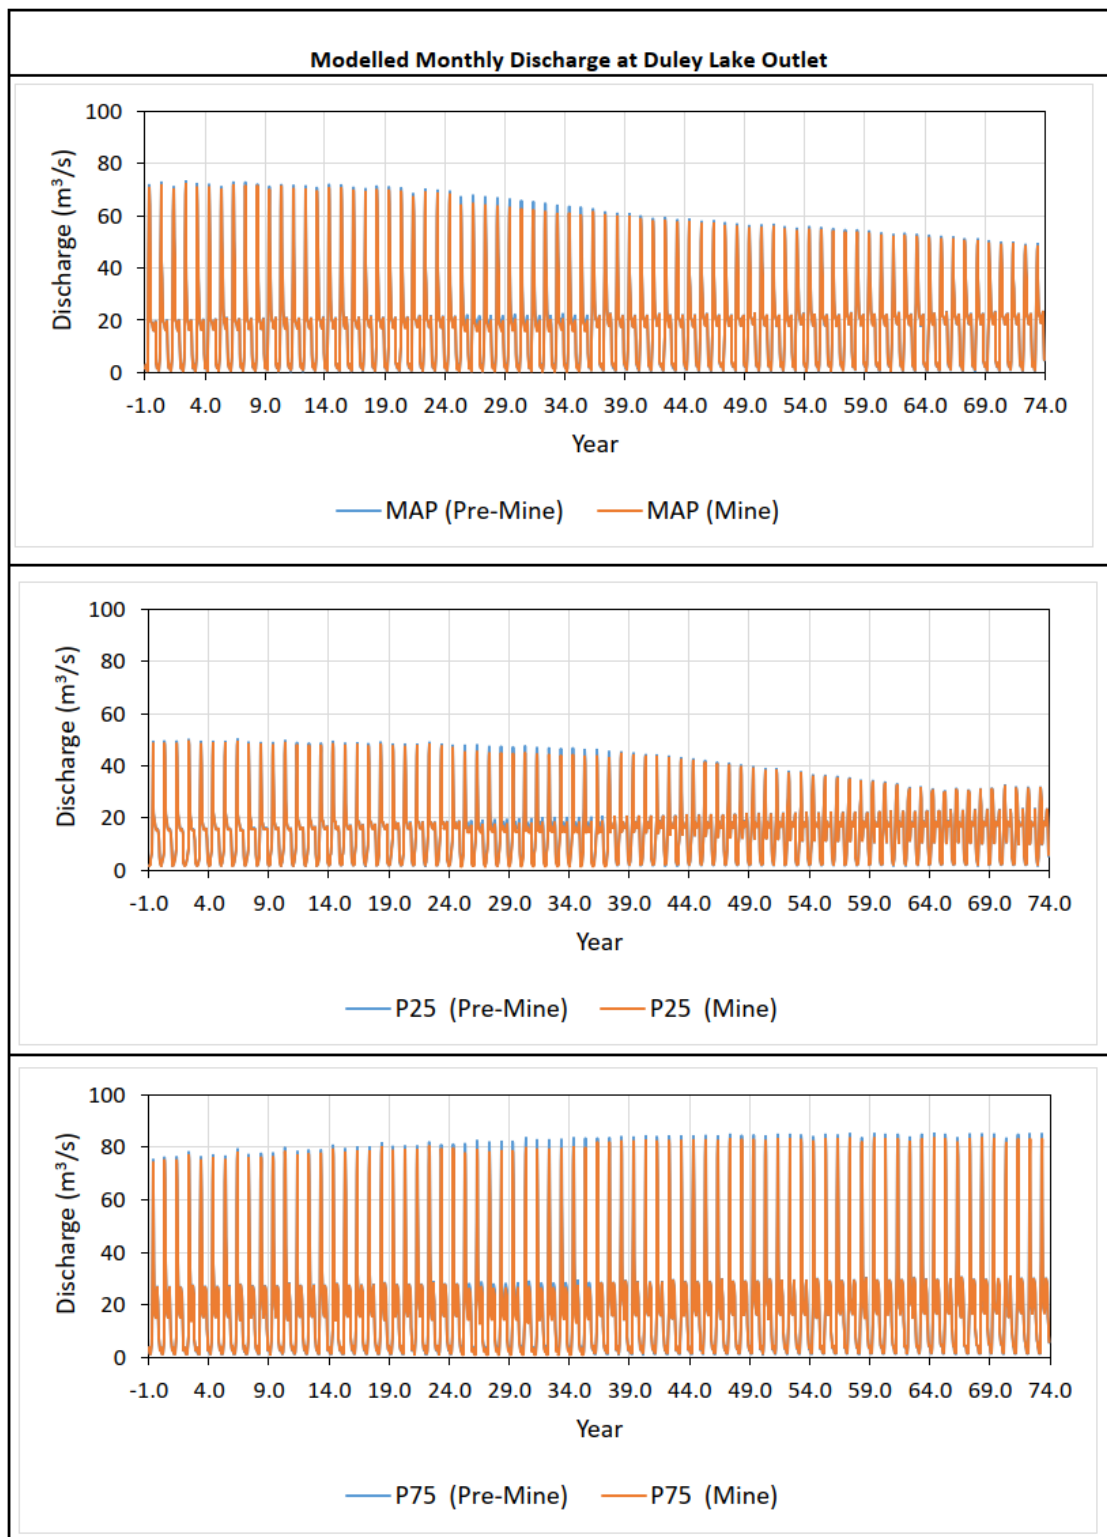 Modelled Monthly Discharge at Duley Lake Outlet
100
80
60
40
20
0
Discharge (m³/s)
-1.0 4.0 9.0 14.0 19.0 24.0 29.0 34.0 39.0 44.0 49.0 54.0 59.0 64.0 69.0 74.0
Year
MAP (Pre-Mine) MAP (Mine)
100
80
60
40
20
0
Discharge (m³/s)
-1.0 4.0 9.0 14.0 19.0 24.0 29.0 34.0 39.0 44.0 49.0 54.0 59.0 64.0 69.0 74.0
Year
P25 (Pre-Mine) P25 (Mine)
100
80
60
40
20
0
Discharge (m³/s)
-1.0 4.0 9.0 14.0 19.0 24.0 29.0 34.0 39.0 44.0 49.0 54.0 59.0 64.0 69.0 74.0
Year
P75 (Pre-Mine) P75 (Mine)